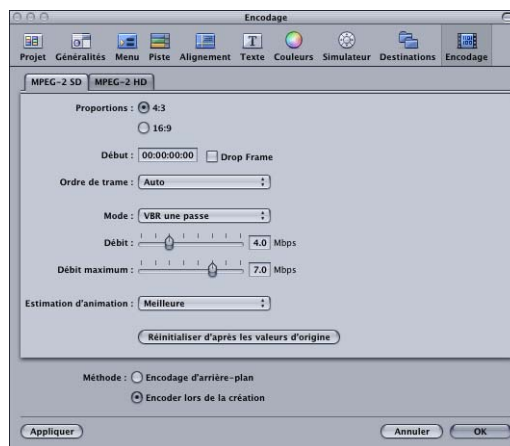 Encodage
Projet Généralités Menu Piste Alignement Texte Couleurs Simulateur Destinations Encodage
MPEG-2 SD MPEG-2 HD
Proportions : 4:3
16:9
Début : 00:00:00:00 Drop Frame
Ordre de trame : Auto
Mode : VBR une passe
Débit : 4.0 Mbps
Débit maximum : 7.0 Mbps
Estimation d'animation : Meilleure
Réinitialiser d'après les valeurs d'origine
Méthode : Encodage d'arrière-plan
Encoder lors de la création
Appliquer Annuler OK